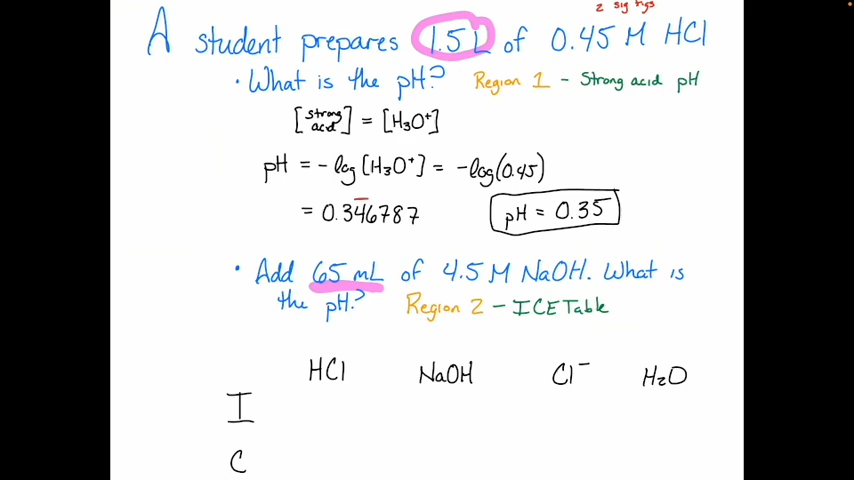 2 sig figs
A student prepares 1.5 L of 0.45 M HCl
• What is the pH? Region 1 - Strong acid pH
[strong acid] = [H₃O⁺]
pH = -log [H₃O⁺] = -log(0.45)
= 0.346787 pH = 0.35
• Add 65 mL of 4.5 M NaOH. What is
the pH? Region 2 - ICE Table
HCl NaOH Cl⁻ H₂O
I
C